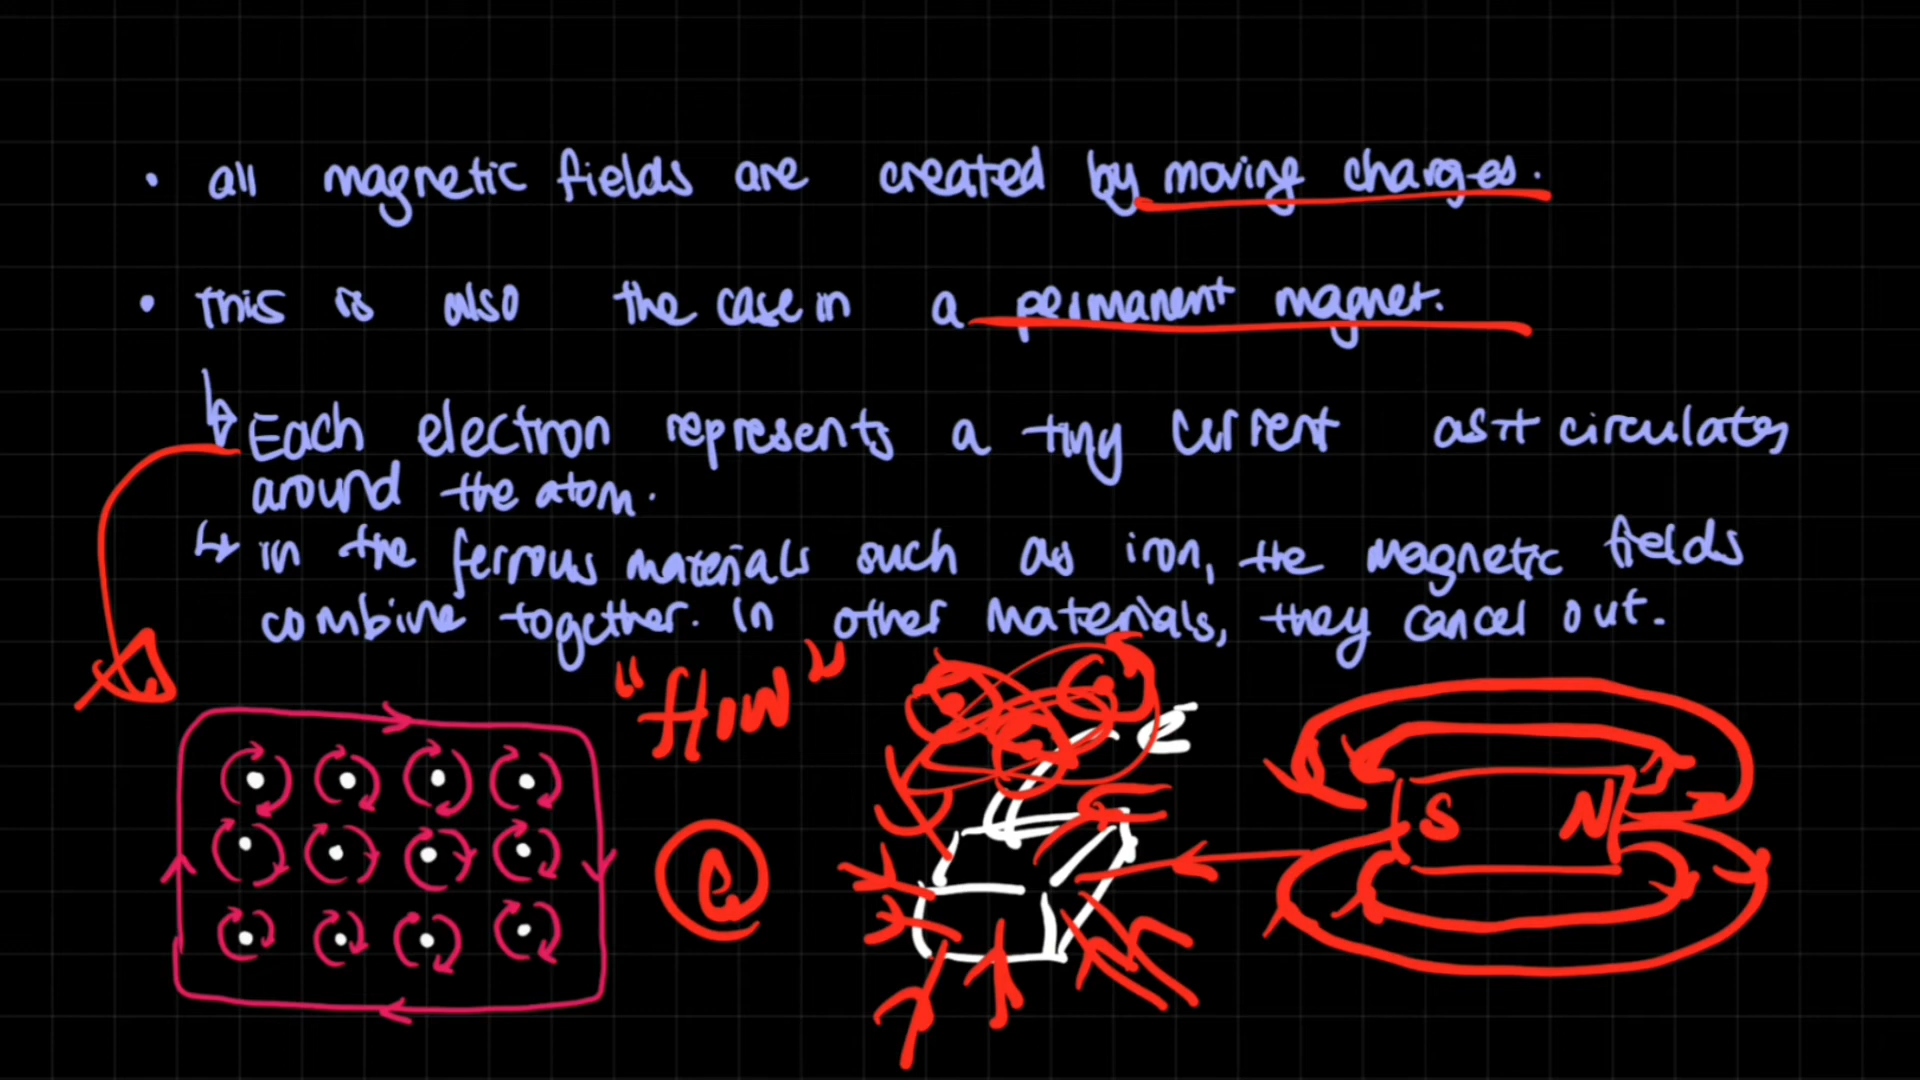 • all magnetic fields are created by moving charges.
• this is also the case in a permanent magnet.
↳ Each electron represents a tiny current as it circulates
around the atom.
↳ in the ferrous materials such as iron, the magnetic fields
combine together. In other materials, they cancel out.
"flow"
e
S N